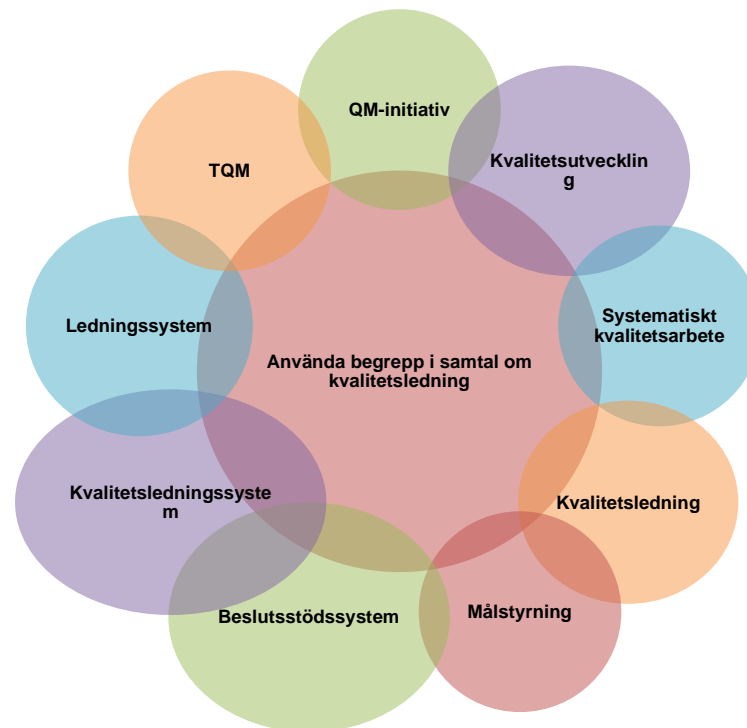 QM-initiativ
Kvalitetsutvecklin
g
TQM
Systematiskt
kvalitetsarbete
Ledningssystem
Använda begrepp i samtal om
kvalitetsledning
Kvalitetsledningssyste
m
Kvalitetsledning
Beslutsstödssystem
Målstyrning